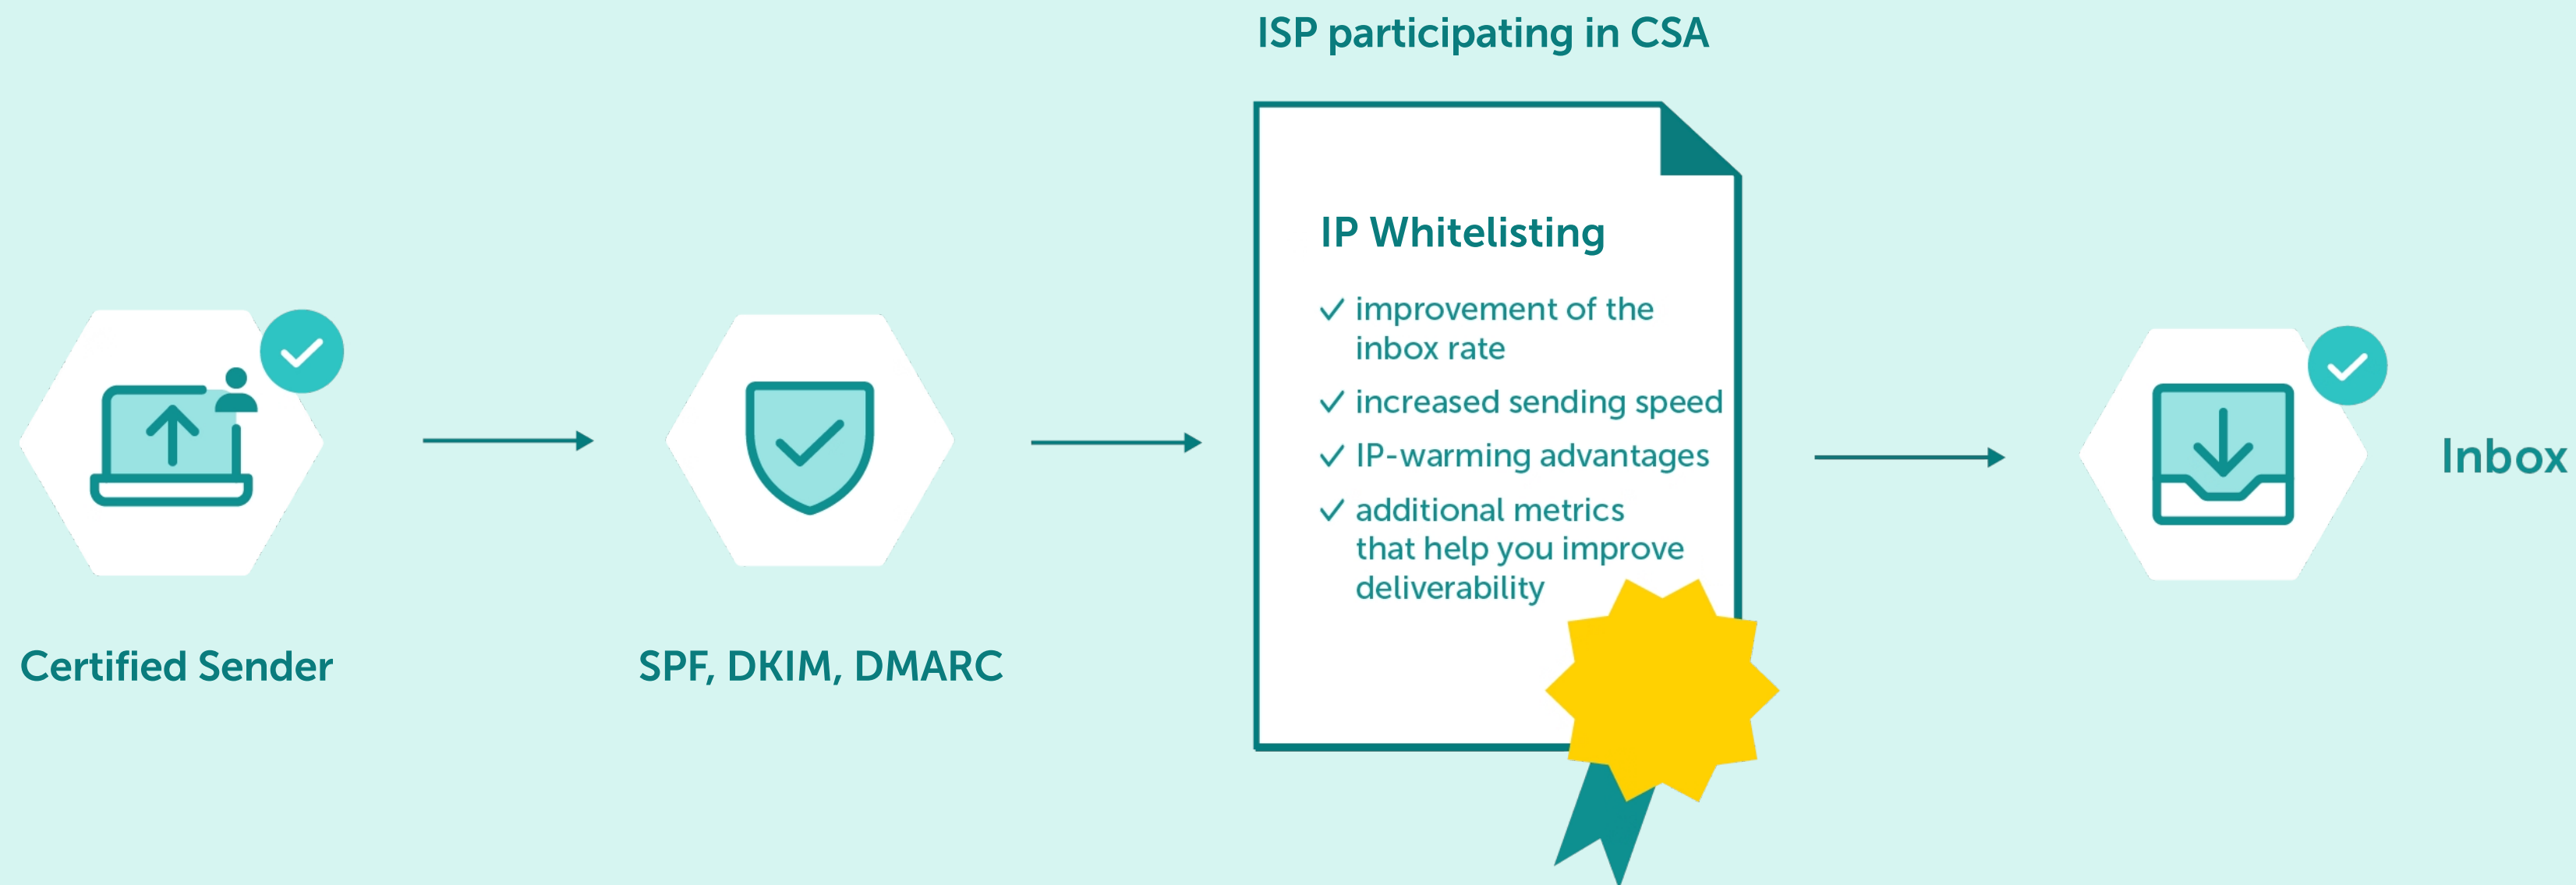 ISP participating in CSA
IP Whitelisting
improvement of the
inbox rate
increased sending speed
IP-warming advantages
additional metrics
that help you improve
deliverability
Inbox
Certified Sender
SPF, DKIM, DMARC